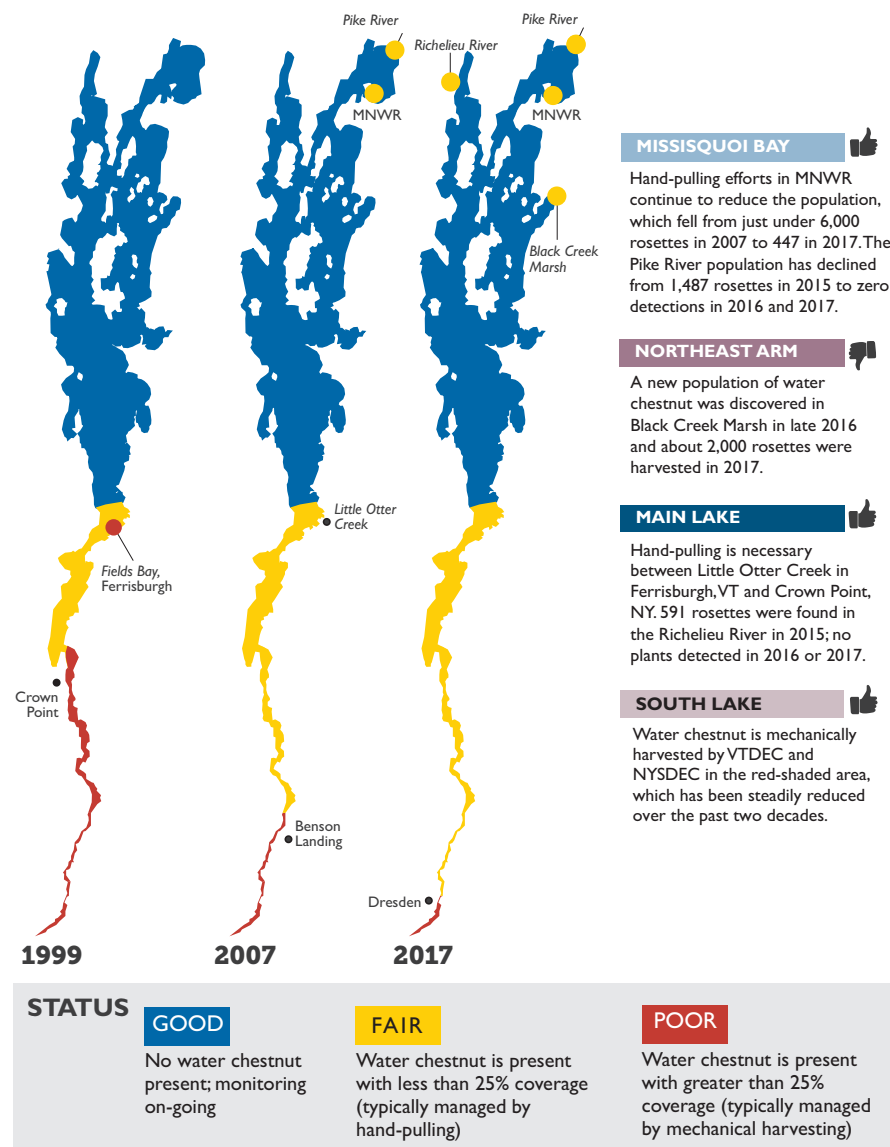 Pike River
MNWR
Richelieu River
Pike River
MNWR
Black Creek
Marsh
Fields Bay,
Ferrisburgh
Crown
Point
Little Otter
Creek
Benson
Landing
Dresden
1999
2007
2017
MISSISQUOI BAY
Hand-pulling efforts in MNWR
continue to reduce the population,
which fell from just under 6,000
rosettes in 2007 to 447 in 2017. The
Pike River population has declined
from 1,487 rosettes in 2015 to zero
detections in 2016 and 2017.
NORTHEAST ARM
A new population of water
chestnut was discovered in
Black Creek Marsh in late 2016
and about 2,000 rosettes were
harvested in 2017.
MAIN LAKE
Hand-pulling is necessary
between Little Otter Creek in
Ferrisburgh, VT and Crown Point,
NY. 591 rosettes were found in
the Richelieu River in 2015; no
plants detected in 2016 or 2017.
SOUTH LAKE
Water chestnut is mechanically
harvested by VTDEC and
NYSDEC in the red-shaded area,
which has been steadily reduced
over the past two decades.
STATUS
GOOD
No water chestnut
present; monitoring
on-going
FAIR
Water chestnut is present
with less than 25% coverage
(typically managed by
hand-pulling)
POOR
Water chestnut is present
with greater than 25%
coverage (typically managed
by mechanical harvesting)